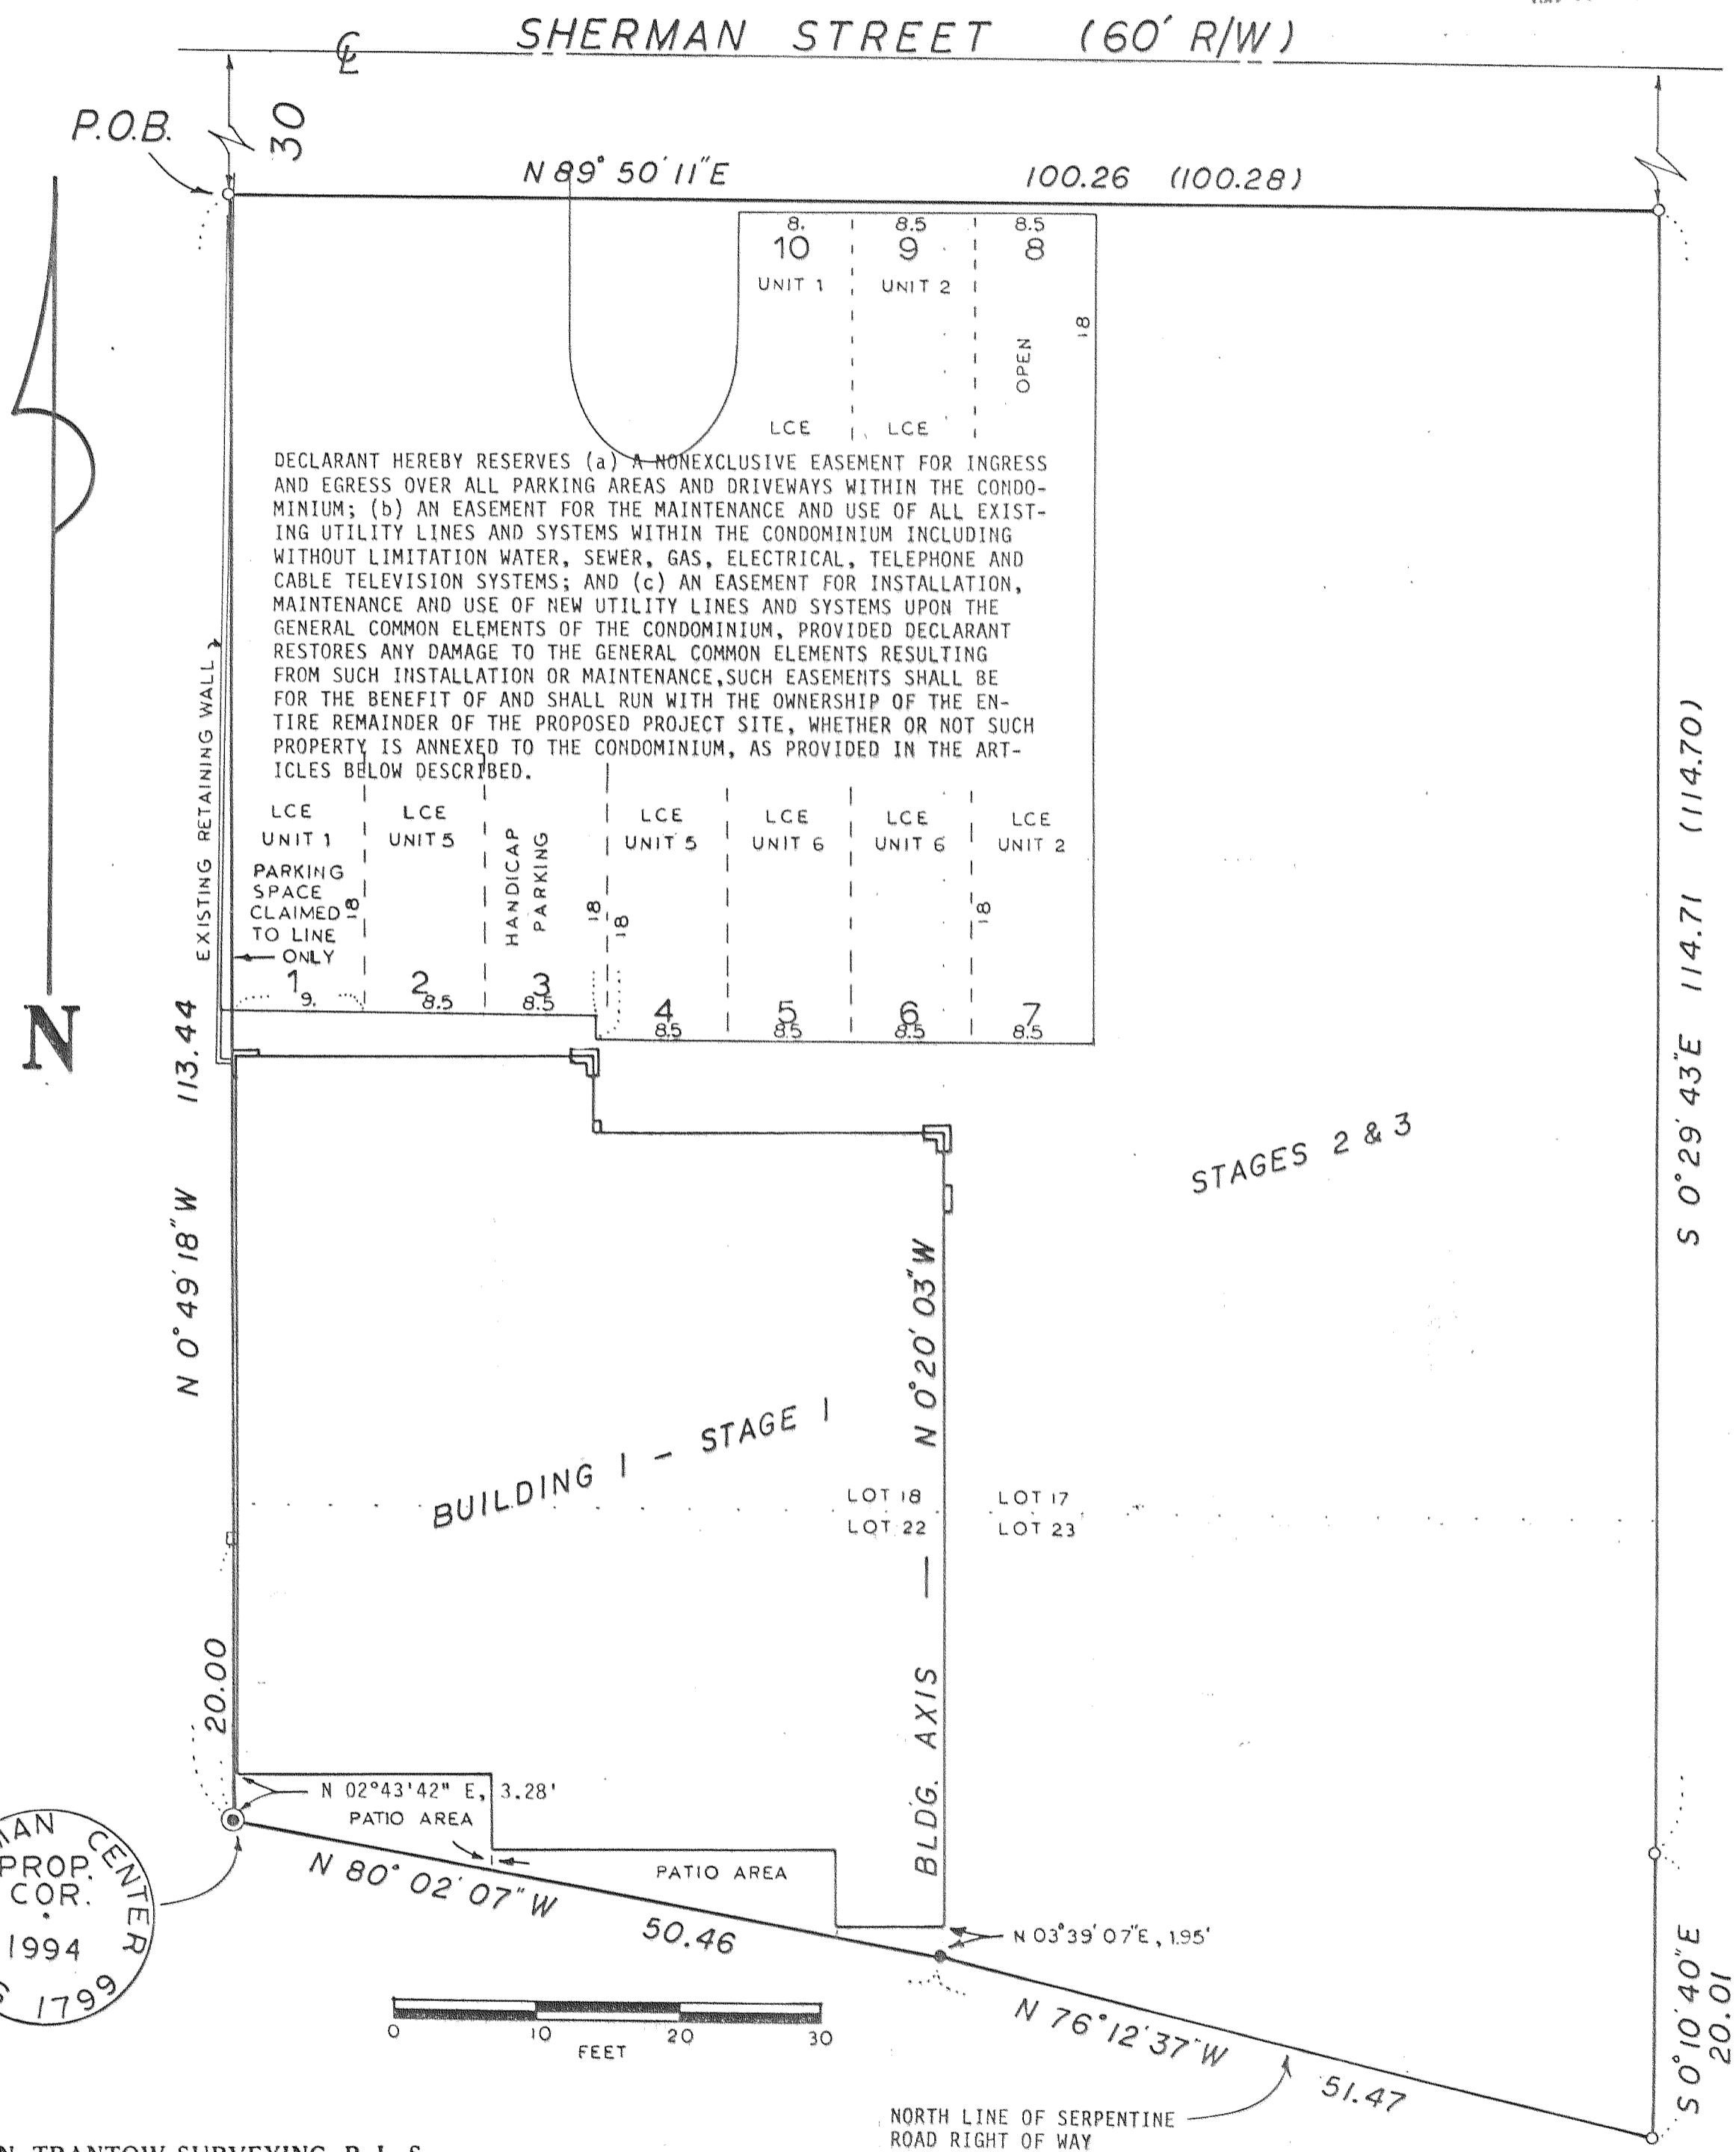 SHERMAN STREET (60' R/W)
℄
P.O.B.
30
N 89° 50' 11" E 100.26 (100.28)
8. 8.5 8.5
10 9 8
UNIT 1 UNIT 2
18
OPEN
LCE LCE
DECLARANT HEREBY RESERVES (a) A NONEXCLUSIVE EASEMENT FOR INGRESS
AND EGRESS OVER ALL PARKING AREAS AND DRIVEWAYS WITHIN THE CONDO-
MINIUM; (b) AN EASEMENT FOR THE MAINTENANCE AND USE OF ALL EXIST-
ING UTILITY LINES AND SYSTEMS WITHIN THE CONDOMINIUM INCLUDING
WITHOUT LIMITATION WATER, SEWER, GAS, ELECTRICAL, TELEPHONE AND
CABLE TELEVISION SYSTEMS; AND (c) AN EASEMENT FOR INSTALLATION,
MAINTENANCE AND USE OF NEW UTILITY LINES AND SYSTEMS UPON THE
GENERAL COMMON ELEMENTS OF THE CONDOMINIUM, PROVIDED DECLARANT
RESTORES ANY DAMAGE TO THE GENERAL COMMON ELEMENTS RESULTING
FROM SUCH INSTALLATION OR MAINTENANCE, SUCH EASEMENTS SHALL BE
FOR THE BENEFIT OF AND SHALL RUN WITH THE OWNERSHIP OF THE EN-
TIRE REMAINDER OF THE PROPOSED PROJECT SITE, WHETHER OR NOT SUCH
PROPERTY IS ANNEXED TO THE CONDOMINIUM, AS PROVIDED IN THE ART-
ICLES BELOW DESCRIBED.
EXISTING RETAINING WALL
LCE LCE LCE LCE LCE LCE
UNIT 1 UNIT 5 UNIT 5 UNIT 6 UNIT 6 UNIT 2
HANDICAP
PARKING
PARKING
SPACE
CLAIMED
TO LINE
ONLY
18 18 18 18
1 2 3 4 5 6 7
9. 8.5 8.5 8.5 8.5 8.5 8.5
N
N 0° 49' 18" W 113.44
S 0° 29' 43" E 114.71 (114.70)
STAGES 2 & 3
N 0° 20' 03" W
BUILDING 1 - STAGE 1
LOT 18 LOT 17
LOT 22 LOT 23
BLDG. AXIS —
20.00
N 02°43'42" E, 3.28'
PATIO AREA
PATIO AREA
N 80° 02' 07" W
50.46
N 03° 39' 07" E, 1.95'
CENTER
PROP.
COR.
1994
1799
0 10 20 30
FEET
N 76° 12' 37" W
51.47
S 0° 10' 40" E
20.01
NORTH LINE OF SERPENTINE
ROAD RIGHT OF WAY
TRANTOW SURVEYING, R.L.S.